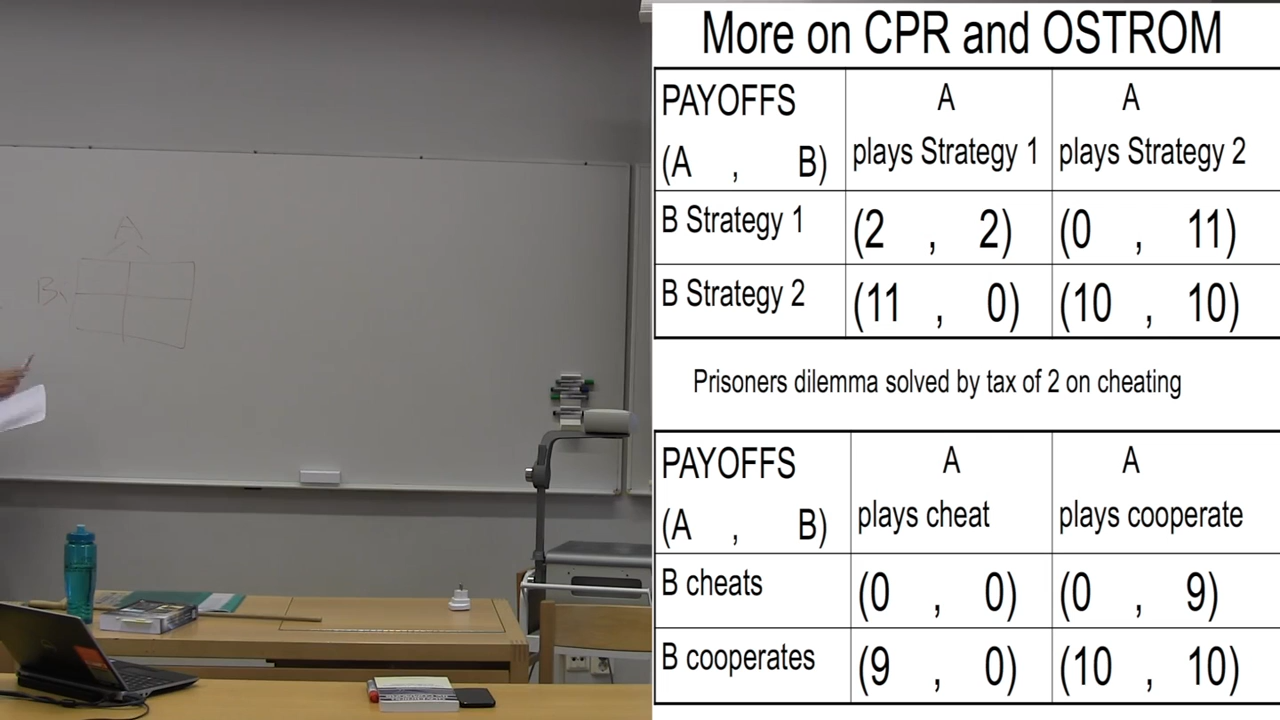 More on CPR and OSTROM
PAYOFFS
(A , B)
A
plays Strategy 1
A
plays Strategy 2
B Strategy 1
(2 , 2)
(0 , 11)
B Strategy 2
(11 , 0)
(10 , 10)
Prisoners dilemma solved by tax of 2 on cheating
PAYOFFS
(A , B)
A
plays cheat
A
plays cooperate
B cheats
(0 , 0)
(0 , 9)
B cooperates
(9 , 0)
(10 , 10)
A
B